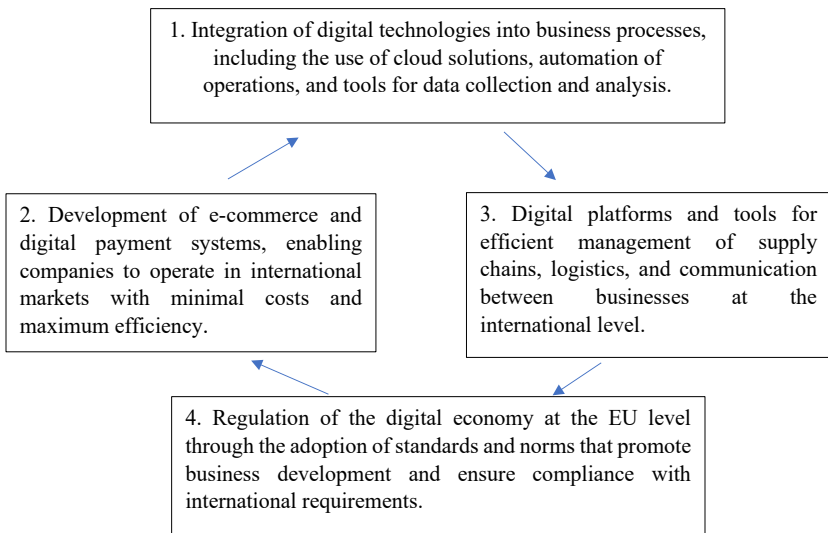 1. Integration of digital technologies into business processes,
including the use of cloud solutions, automation of
operations, and tools for data collection and analysis.
2. Development of e-commerce and
digital payment systems, enabling
companies to operate in international
markets with minimal costs and
maximum efficiency.
3. Digital platforms and tools for
efficient management of supply
chains, logistics, and communication
between businesses at the
international level.
4. Regulation of the digital economy at the EU level
through the adoption of standards and norms that promote
business development and ensure compliance with
international requirements.